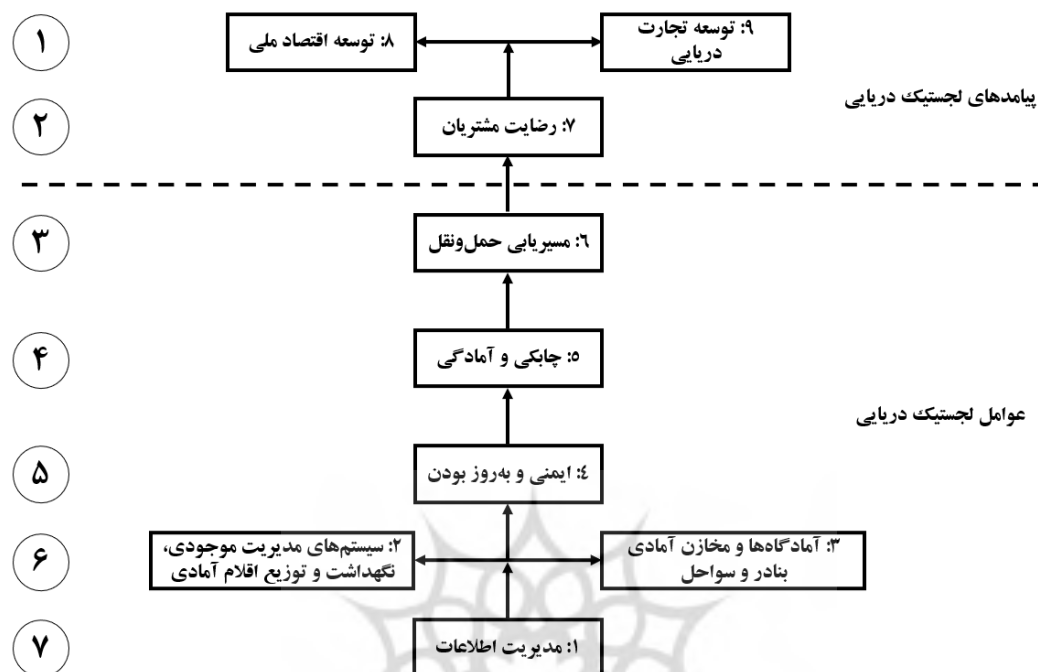 ۱
۹: توسعه تجارت
دریایی
۸: توسعه اقتصاد ملی
پیامدهای لجستیک دریایی
۲
۷: رضایت مشتریان
۳
۶: مسیریابی حمل‌ونقل
۴
۵: چابکی و آمادگی
عوامل لجستیک دریایی
۵
۴: ایمنی و به‌روز بودن
۶
۳: آمادگاه‌ها و مخازن آمادی
بنادر و سواحل
۲: سیستم‌های مدیریت موجودی،
نگهداشت و توزیع اقلام آمادی
۷
۱: مدیریت اطلاعات